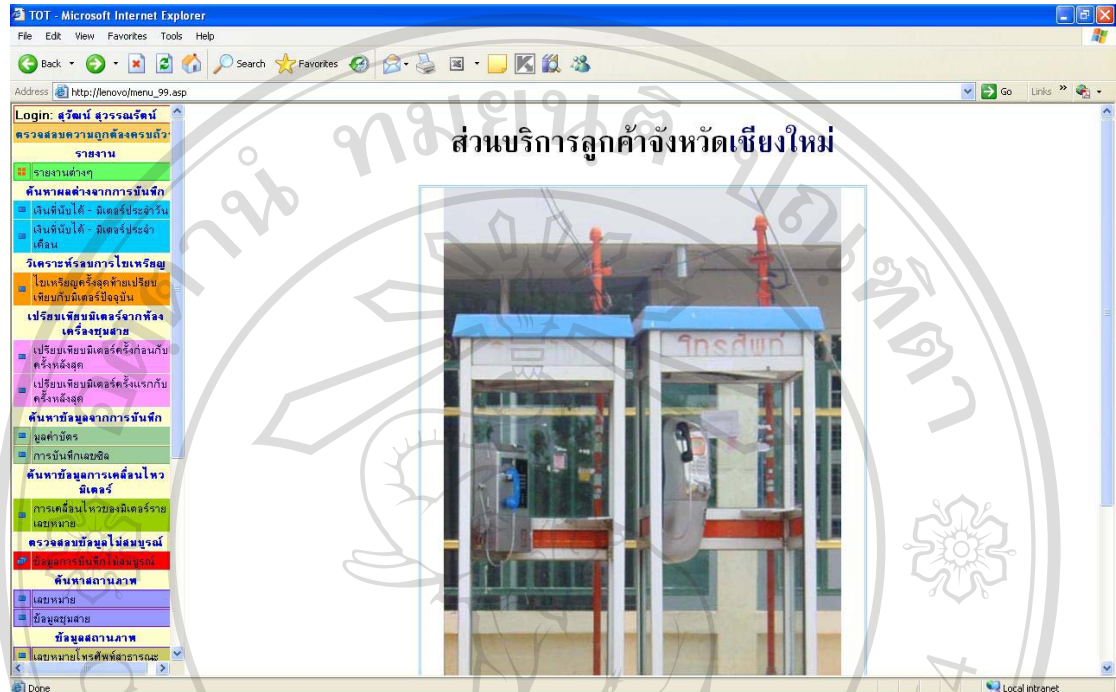 TOT - Microsoft Internet Explorer
File Edit View Favorites Tools Help
Back Search Favorites
Address http://lenovo/menu_99.asp Go Links »
Login: สุวัฒน์ สุวรรณรัตน์
ตรวจสอบความถูกต้องครบถ้ว
รายงาน
รายงานต่างๆ
ค้นหาผลต่างจากการบันทึก
เงินที่นับได้ - มิเตอร์ประจำวัน
เงินที่นับได้ - มิเตอร์ประจำ
เดือน
วิเคราะห์รอบการไขเหรียญ
ไขเหรียญครั้งสุดท้ายเปรียบ
เทียบกับมิเตอร์ปัจจุบัน
เปรียบเทียบมิเตอร์จากห้อง
เครื่องชุมสาย
เปรียบเทียบมิเตอร์ครั้งก่อนกับ
ครั้งหลังสุด
เปรียบเทียบมิเตอร์ครั้งแรกกับ
ครั้งหลังสุด
ค้นหาข้อมูลจากการบันทึก
มูลค่าบัตร
การบันทึกเลขซีล
ค้นหาข้อมูลการเคลื่อนไหว
มิเตอร์
การเคลื่อนไหวของมิเตอร์ราย
เลขหมาย
ตรวจสอบข้อมูลไม่สมบูรณ์
ข้อมูลการบันทึกไม่สมบูรณ์
ค้นหาสถานภาพ
เลขหมาย
ข้อมูลชุมสาย
ข้อมูลสถานภาพ
เลขหมายโทรศัพท์สาธารณะ
ส่วนบริการลูกค้าจังหวัดเชียงใหม่
โทรศัพท์
Done Local intranet